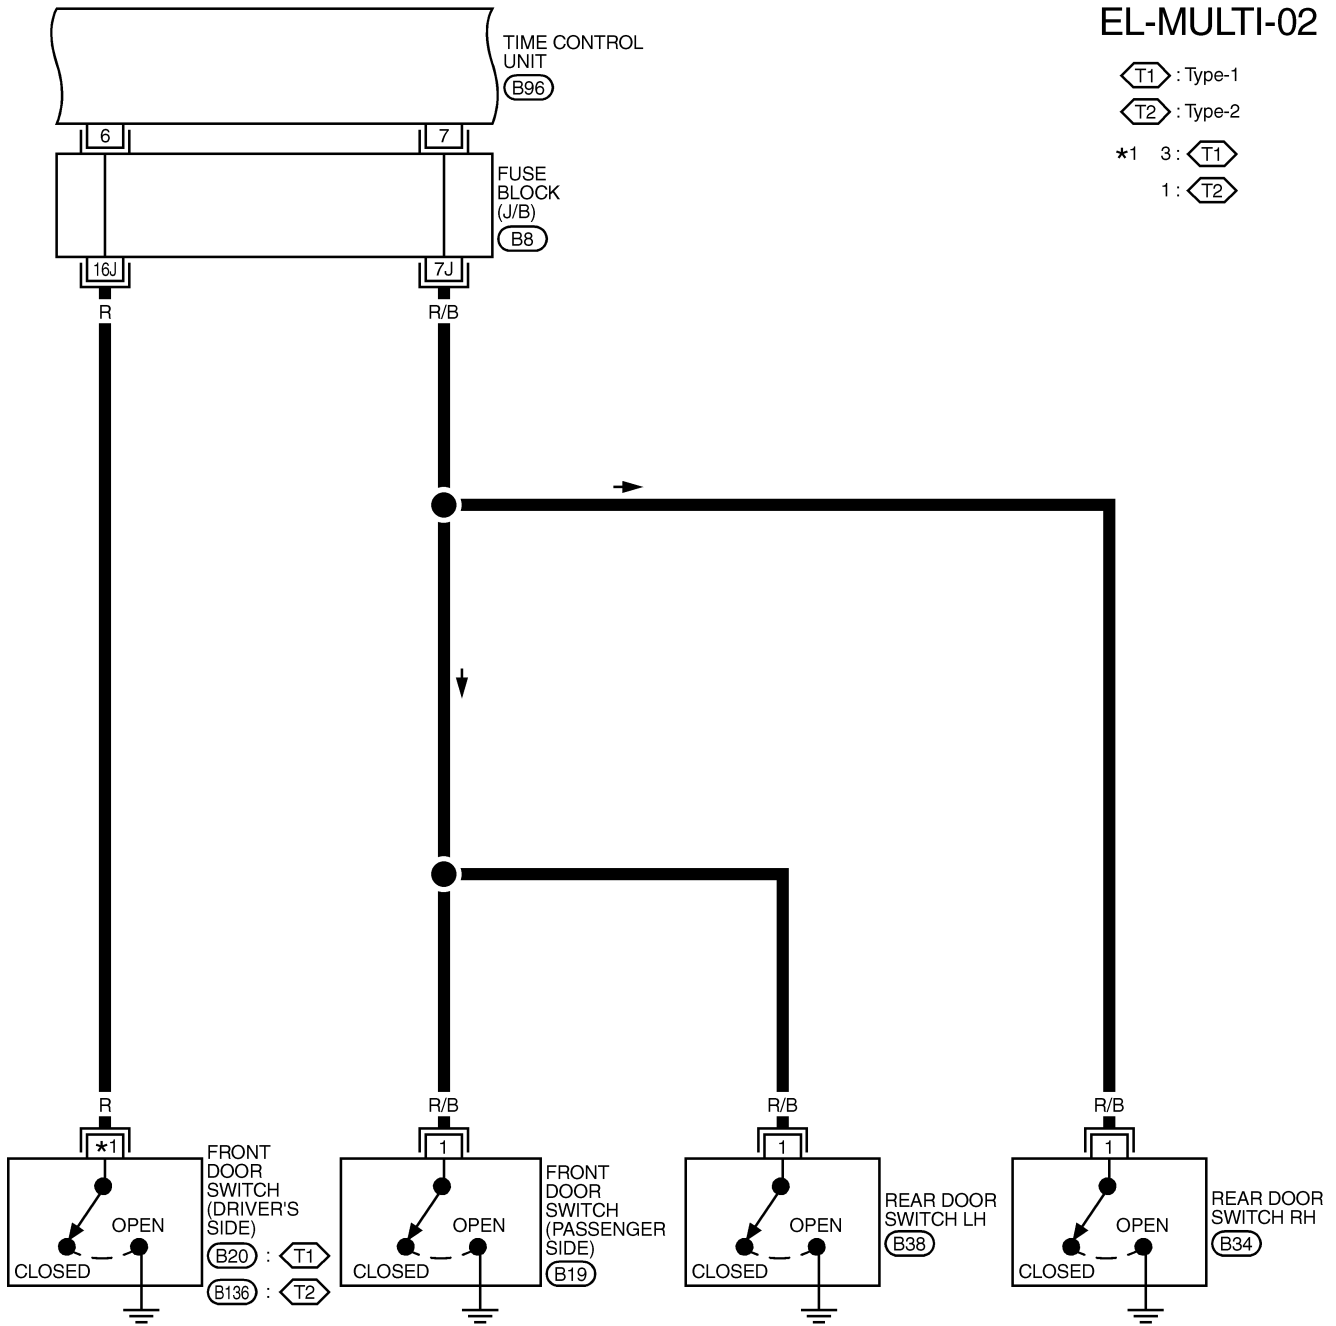 EL-MULTI-02
T1 : Type-1
T2 : Type-2
*1 3 : T1
1 : T2
TIME CONTROL
UNIT
B96
6
7
FUSE
BLOCK
(J/B)
B8
16J
7J
R
R/B
R
R/B
R/B
R/B
*1
1
1
1
FRONT
DOOR
SWITCH
(DRIVER'S
SIDE)
B20 : T1
B136 : T2
OPEN
CLOSED
FRONT
DOOR
SWITCH
(PASSENGER
SIDE)
B19
OPEN
CLOSED
REAR DOOR
SWITCH LH
B38
OPEN
CLOSED
REAR DOOR
SWITCH RH
B34
OPEN
CLOSED